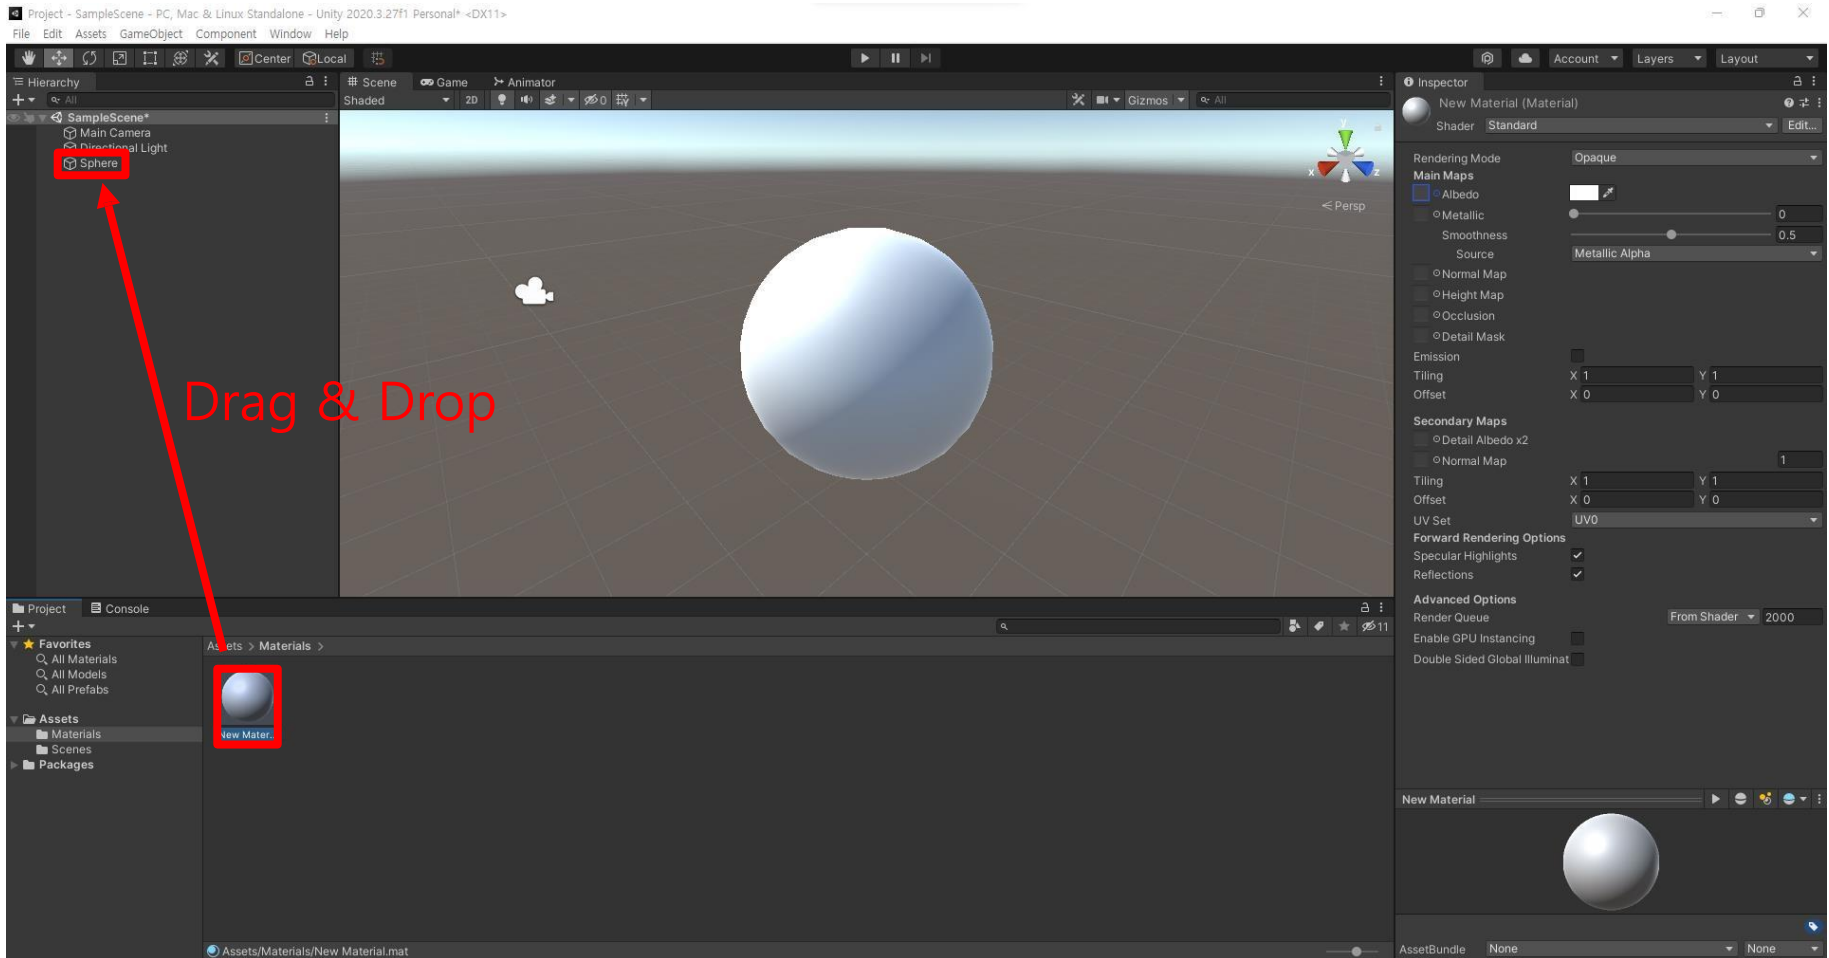 Project - SampleScene - PC, Mac & Linux Standalone - Unity 2020.3.27f1 Personal* <DX11>
File Edit Assets GameObject Component Window Help
Center Local
Account Layers Layout
Hierarchy
All
SampleScene*
Main Camera
Directional Light
Sphere
Scene Game Animator
Shaded 2D 0 Gizmos All
y
x z
Persp
Drag & Drop
Inspector
New Material (Material)
Shader Standard Edit...
Rendering Mode Opaque
Main Maps
Albedo
Metallic 0
Smoothness 0.5
Source Metallic Alpha
Normal Map
Height Map
Occlusion
Detail Mask
Emission
Tiling X 1 Y 1
Offset X 0 Y 0
Secondary Maps
Detail Albedo x2
Normal Map 1
Tiling X 1 Y 1
Offset X 0 Y 0
UV Set UV0
Forward Rendering Options
Specular Highlights
Reflections
Advanced Options
Render Queue From Shader 2000
Enable GPU Instancing
Double Sided Global Illuminat
Project Console
11
Favorites
All Materials
All Models
All Prefabs
Assets
Materials
Scenes
Packages
Assets > Materials >
New Mater...
Assets/Materials/New Material.mat
New Material
AssetBundle None None